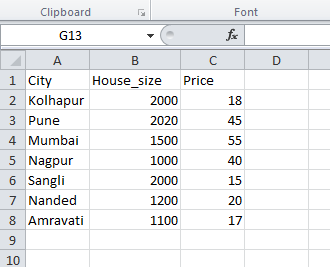 Clipboard Font
G13 fx
A B C D
1 City House_size Price
2 Kolhapur 2000 18
3 Pune 2020 45
4 Mumbai 1500 55
5 Nagpur 1000 40
6 Sangli 2000 15
7 Nanded 1200 20
8 Amravati 1100 17
9
10